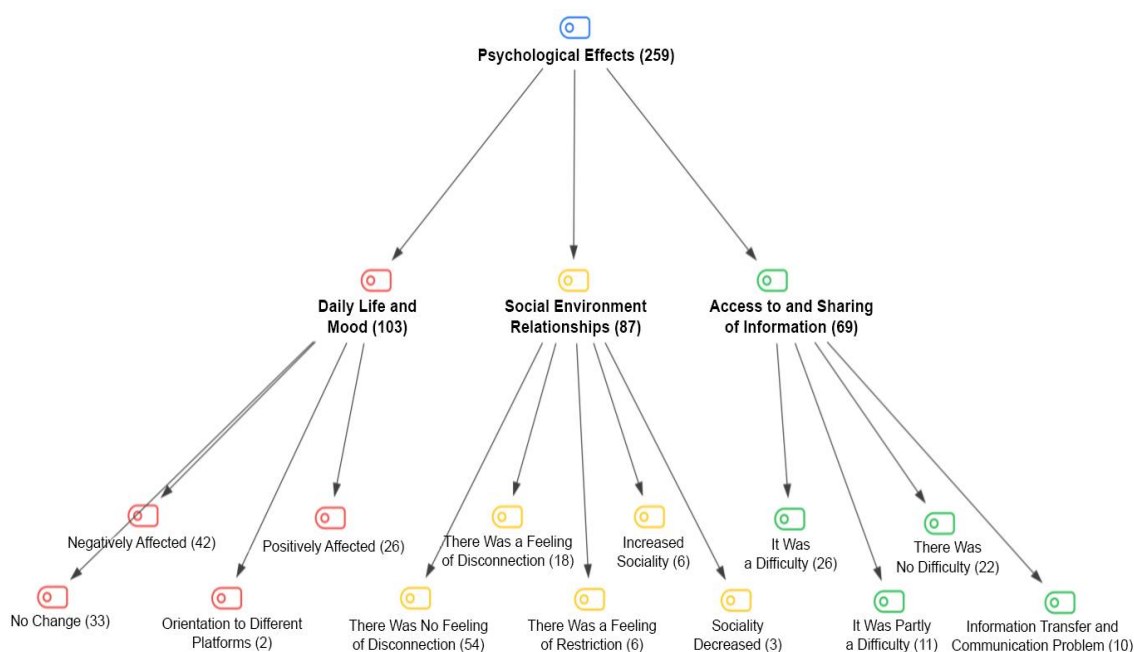 Psychological Effects (259)
Daily Life and
Mood (103)
Social Environment
Relationships (87)
Access to and Sharing
of Information (69)
Negatively Affected (42)
Positively Affected (26)
There Was a Feeling
of Disconnection (18)
Increased
Sociality (6)
It Was
a Difficulty (26)
There Was
No Difficulty (22)
No Change (33)
Orientation to Different
Platforms (2)
There Was No Feeling
of Disconnection (54)
There Was a Feeling
of Restriction (6)
Sociality
Decreased (3)
It Was Partly
a Difficulty (11)
Information Transfer and
Communication Problem (10)